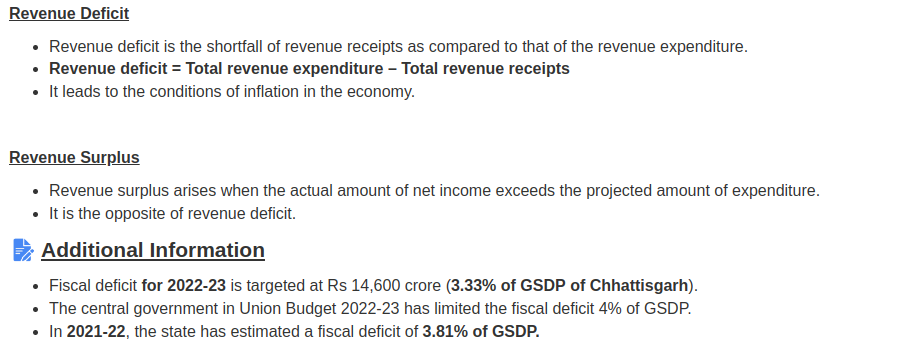 Revenue Deficit
Revenue deficit is the shortfall of revenue receipts as compared to that of the revenue expenditure.
Revenue deficit = Total revenue expenditure – Total revenue receipts
It leads to the conditions of inflation in the economy.
Revenue Surplus
Revenue surplus arises when the actual amount of net income exceeds the projected amount of expenditure.
It is the opposite of revenue deficit.
Additional Information
Fiscal deficit for 2022-23 is targeted at Rs 14,600 crore (3.33% of GSDP of Chhattisgarh).
The central government in Union Budget 2022-23 has limited the fiscal deficit 4% of GSDP.
In 2021-22, the state has estimated a fiscal deficit of 3.81% of GSDP.